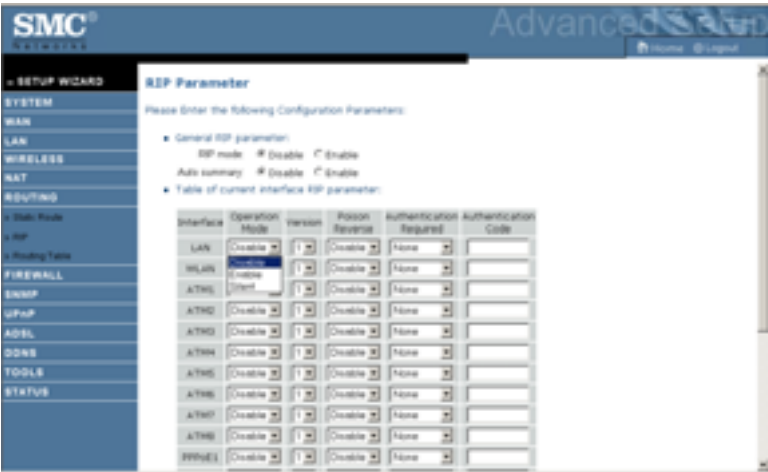 SMC®
Networks
Advanced Setup
Home Logout
» SETUP WIZARD
SYSTEM
WAN
LAN
WIRELESS
NAT
ROUTING
» Static Route
» RIP
» Routing Table
FIREWALL
SNMP
UPnP
ADSL
DDNS
TOOLS
STATUS
RIP Parameter
Please Enter the following Configuration Parameters:
General RIP parameter:
RIP mode: Disable Enable
Auto summary: Disable Enable
Table of current interface RIP parameter:
Interface Operation Mode Version Poison Reverse Authentication Required Authentication Code
LAN Disable 1 Disable None
Disable
Enable
Silent
WLAN 1 Disable None
ATM1 1 Disable None
ATM2 Disable 1 Disable None
ATM3 Disable 1 Disable None
ATM4 Disable 1 Disable None
ATM5 Disable 1 Disable None
ATM6 Disable 1 Disable None
ATM7 Disable 1 Disable None
ATM8 Disable 1 Disable None
PPPoE1 Disable 1 Disable None